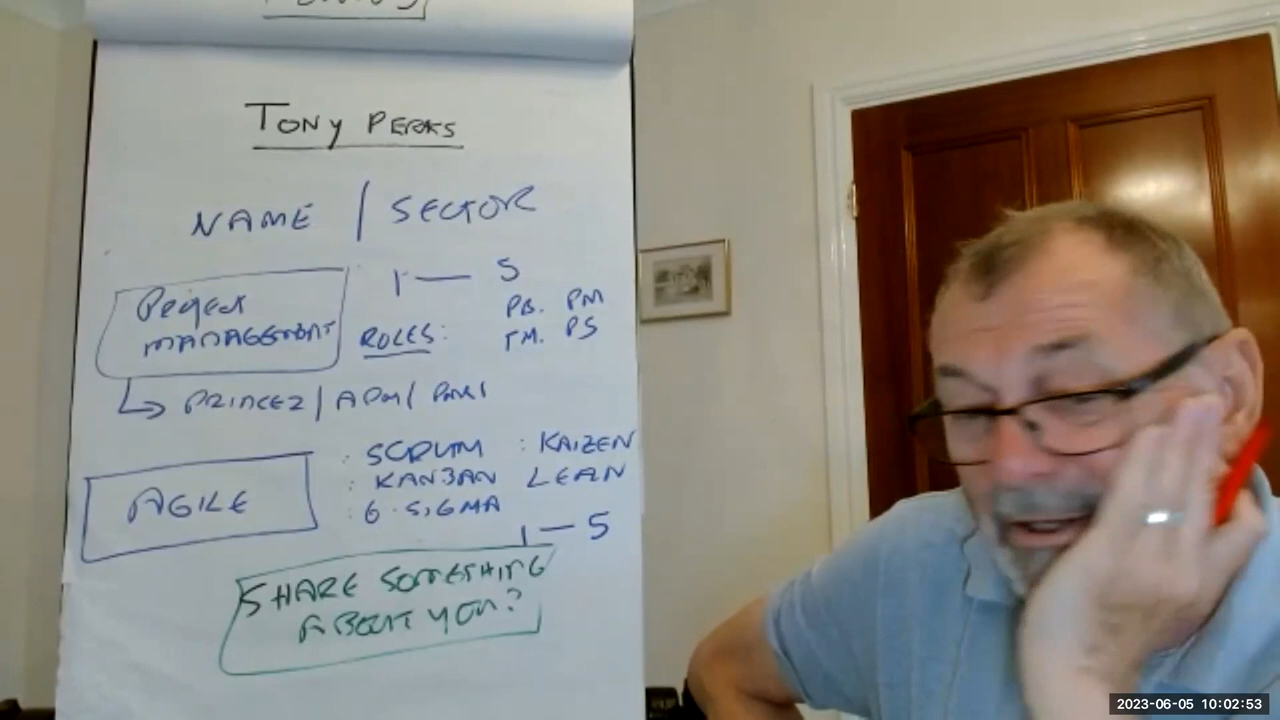 TONY PERKS
NAME / SECTOR
PROJECT MANAGEMENT
1 — 5
ROLES: PB. PM
TM. PS
PRINCE2 / APM / PMI
AGILE
: SCRUM : KAIZEN
: KANBAN LEAN
: 6 SIGMA
1 — 5
SHARE SOMETHING
ABOUT YOU?
2023-06-05 10:02:53